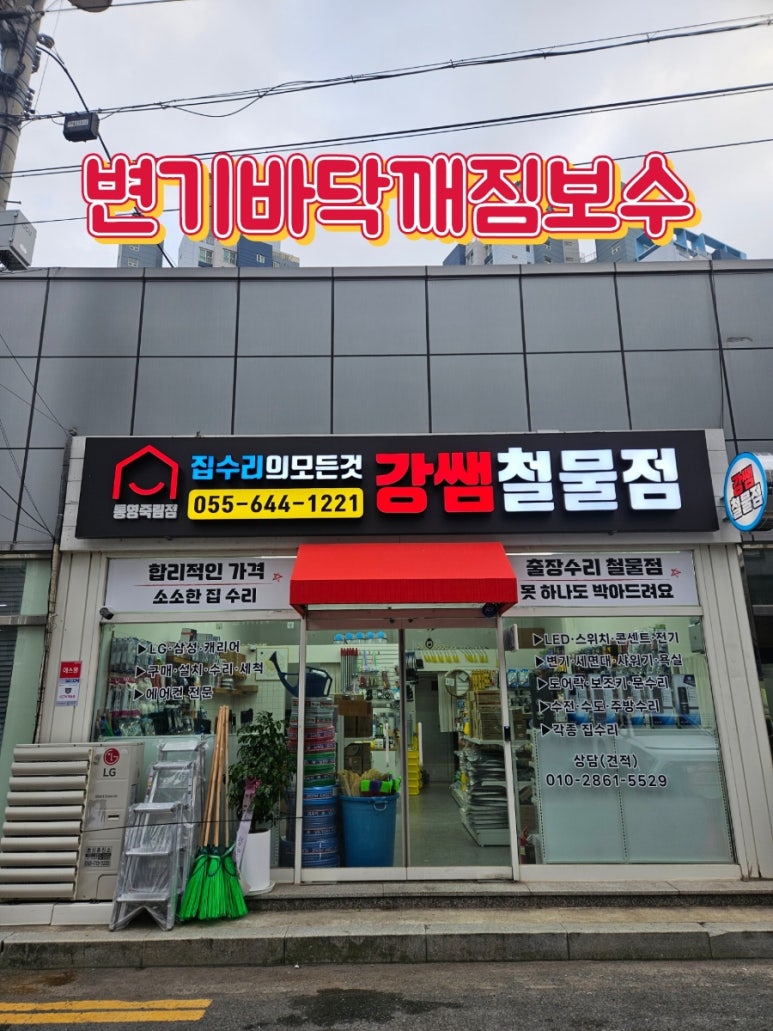 변기바닥깨짐보수
집수리의모든것
055-644-1221
통영죽림점
강쌤철물점
강쌤
철물점
합리적인 가격
소소한 집 수리
출장수리 철물점
못 하나도 박아드려요
▶LG·삼성·캐리어
▶구매·설치·수리·세척
▶에어컨 전문
▶LED·스위치·콘센트·전기
▶변기·세면대·샤워기·욕실
▶도어락·보조키·문수리
▶수전·수도·주방수리
▶각종 집수리
상담(견적)
010-2861-5529
LG